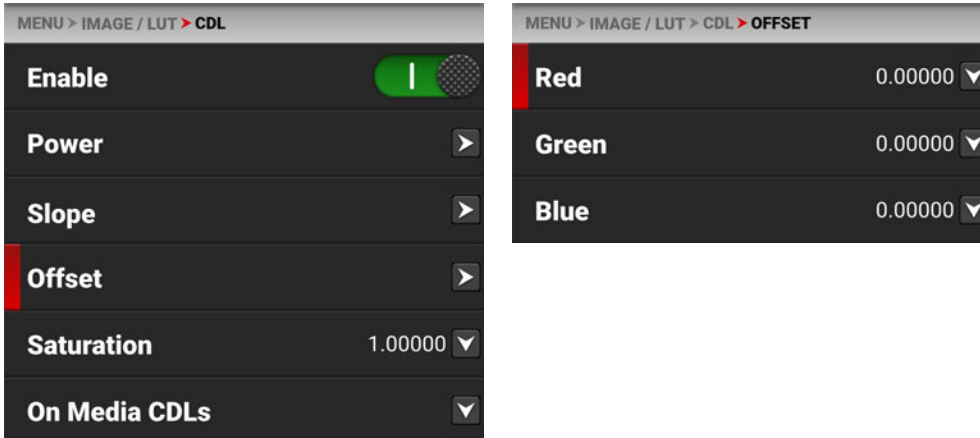 MENU > IMAGE / LUT > CDL
Enable
Power
Slope
Offset
Saturation 1.00000
On Media CDLs
MENU > IMAGE / LUT > CDL > OFFSET
Red 0.00000
Green 0.00000
Blue 0.00000